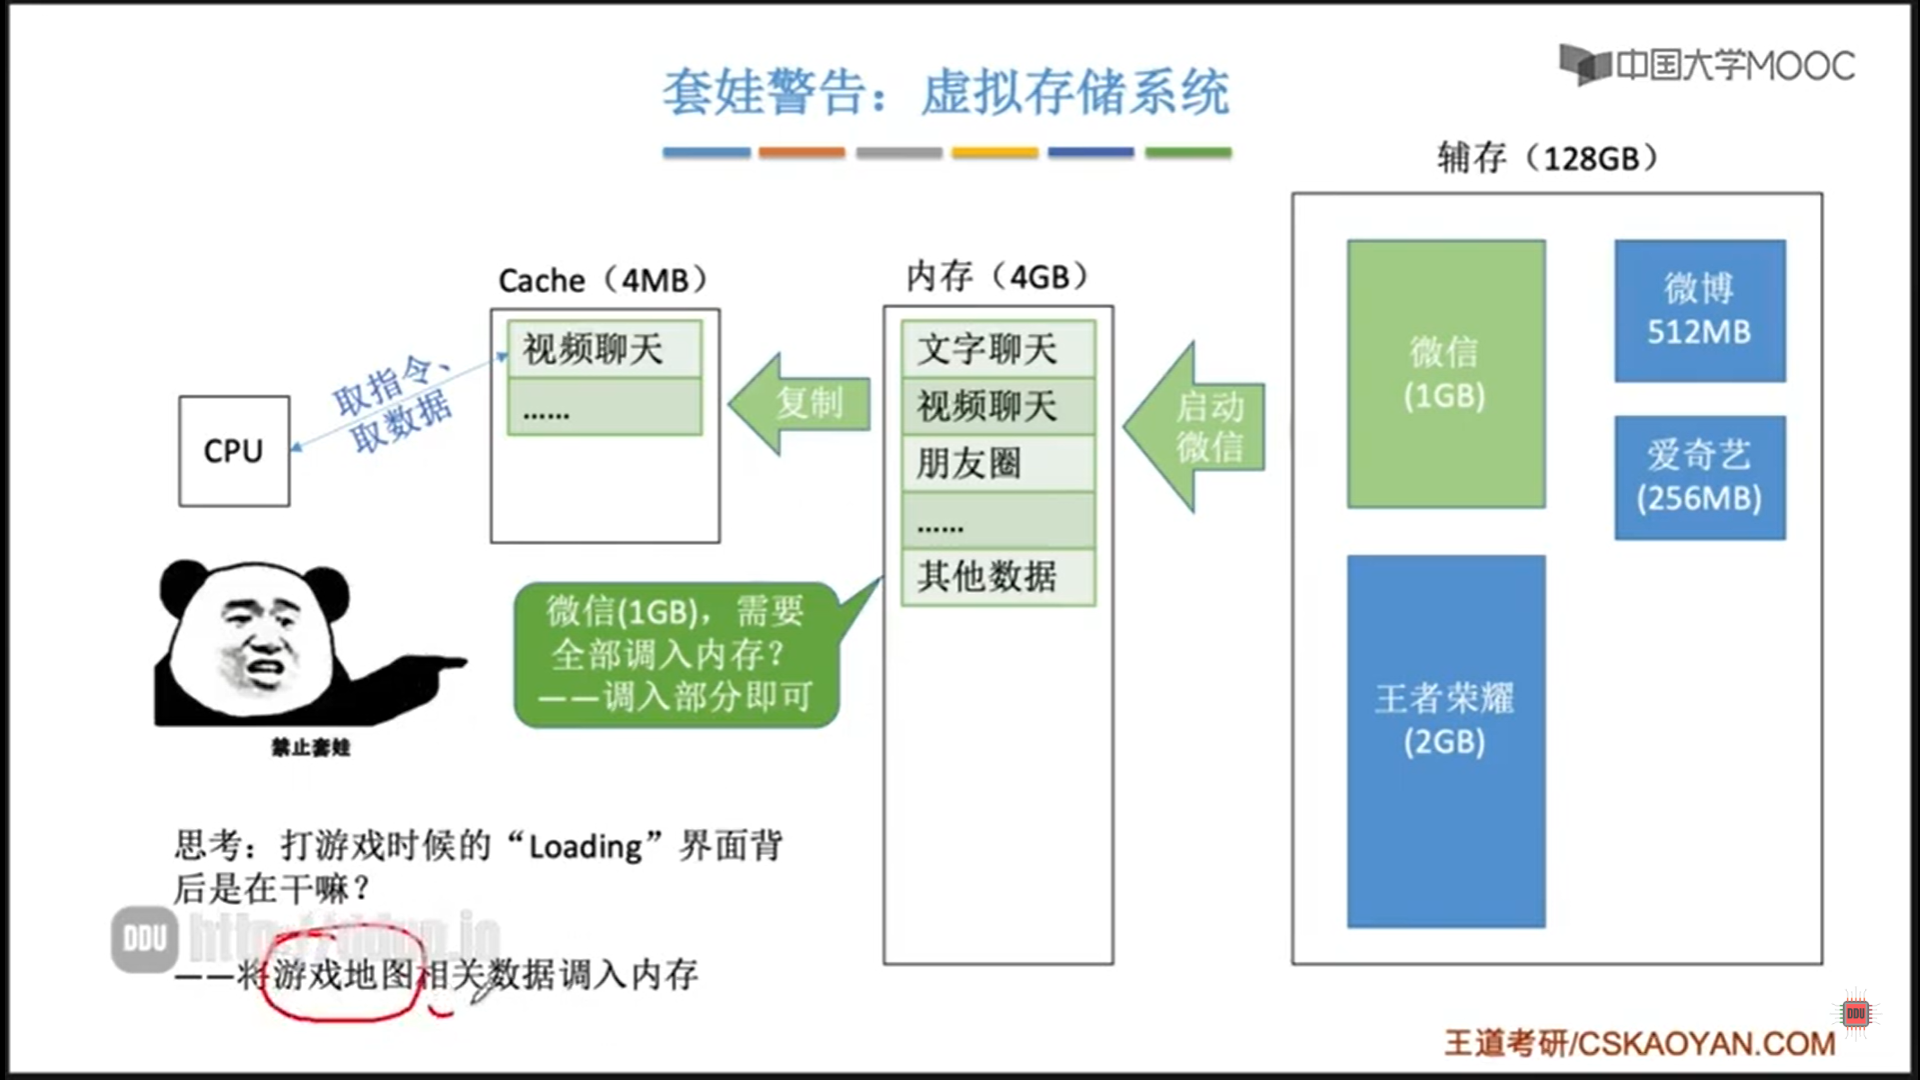 套娃警告：虚拟存储系统
中国大学MOOC
辅存（128GB）
Cache（4MB）
内存（4GB）
视频聊天
……
取指令、
取数据
CPU
复制
文字聊天
视频聊天
朋友圈
……
其他数据
启动
微信
微信
(1GB)
微博
512MB
爱奇艺
(256MB)
王者荣耀
(2GB)
微信(1GB)，需要
全部调入内存？
——调入部分即可
禁止套娃
思考：打游戏时候的“Loading”界面背
后是在干嘛？
DDU
——将游戏地图相关数据调入内存
DDU
王道考研/CSKAOYAN.COM